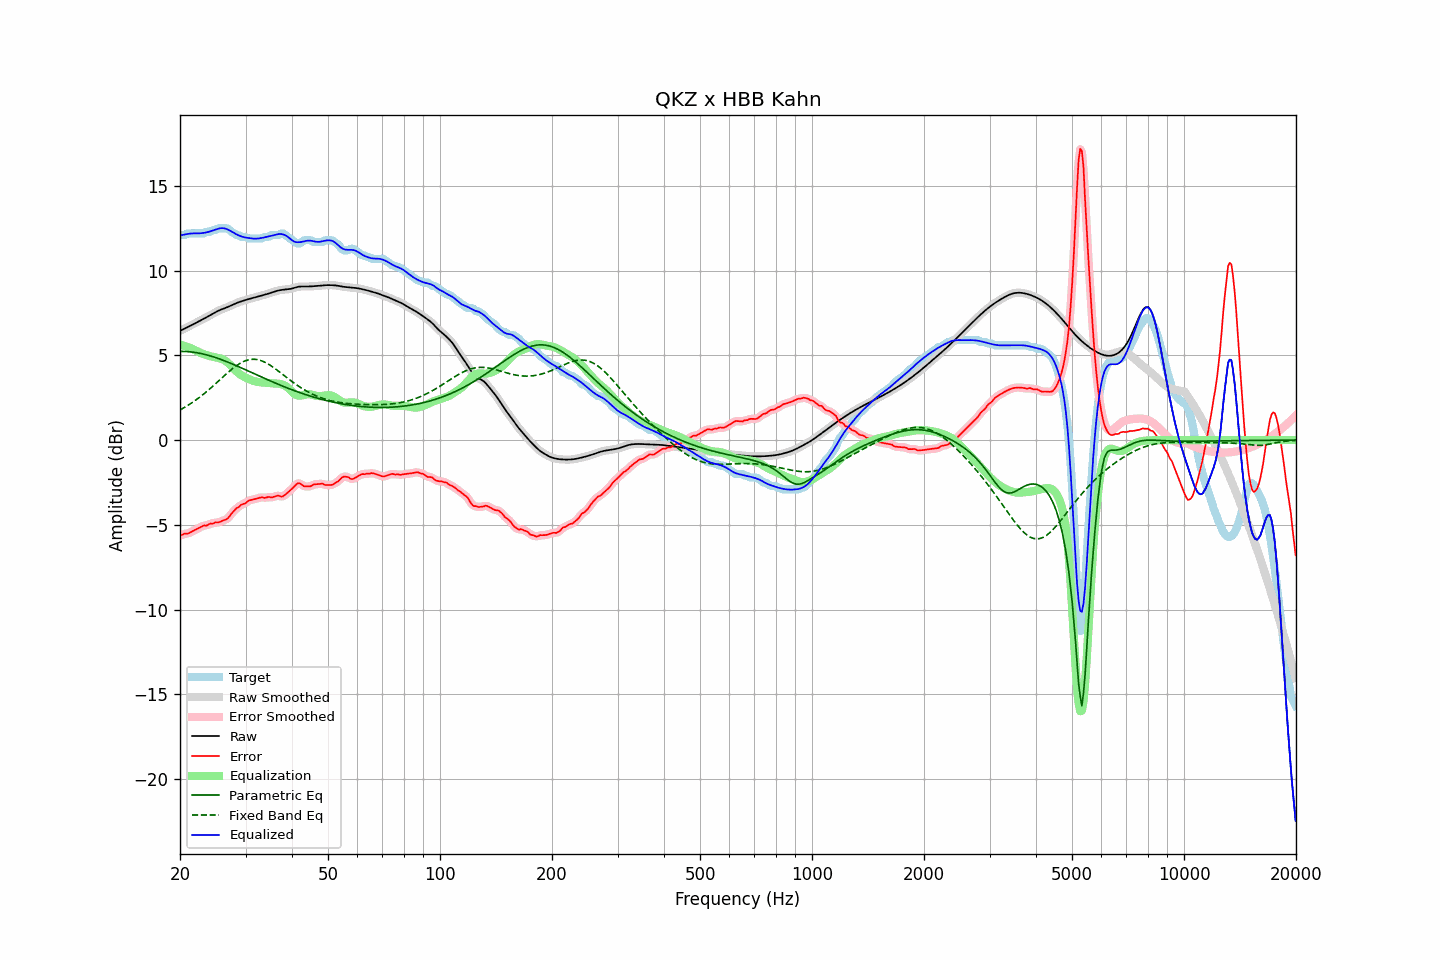 QKZ x HBB Kahn
Amplitude (dBr)
15
10
5
0
−5
−10
−15
−20
Target
Raw Smoothed
Error Smoothed
Raw
Error
Equalization
Parametric Eq
Fixed Band Eq
Equalized
20 50 100 200 500 1000 2000 5000 10000 20000
Frequency (Hz)